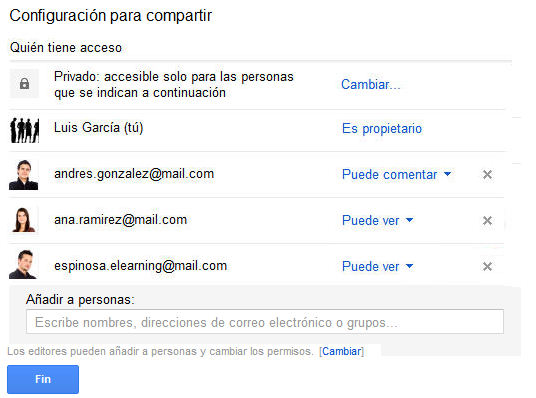 Configuración para compartir
Quién tiene acceso
Privado: accesible solo para las personas
que se indican a continuación
Cambiar...
Luis García (tú)
Es propietario
andres.gonzalez@mail.com
Puede comentar
ana.ramirez@mail.com
Puede ver
espinosa.elearning@mail.com
Puede ver
Añadir a personas:
Escribe nombres, direcciones de correo electrónico o grupos...
Los editores pueden añadir a personas y cambiar los permisos. [Cambiar]
Fin